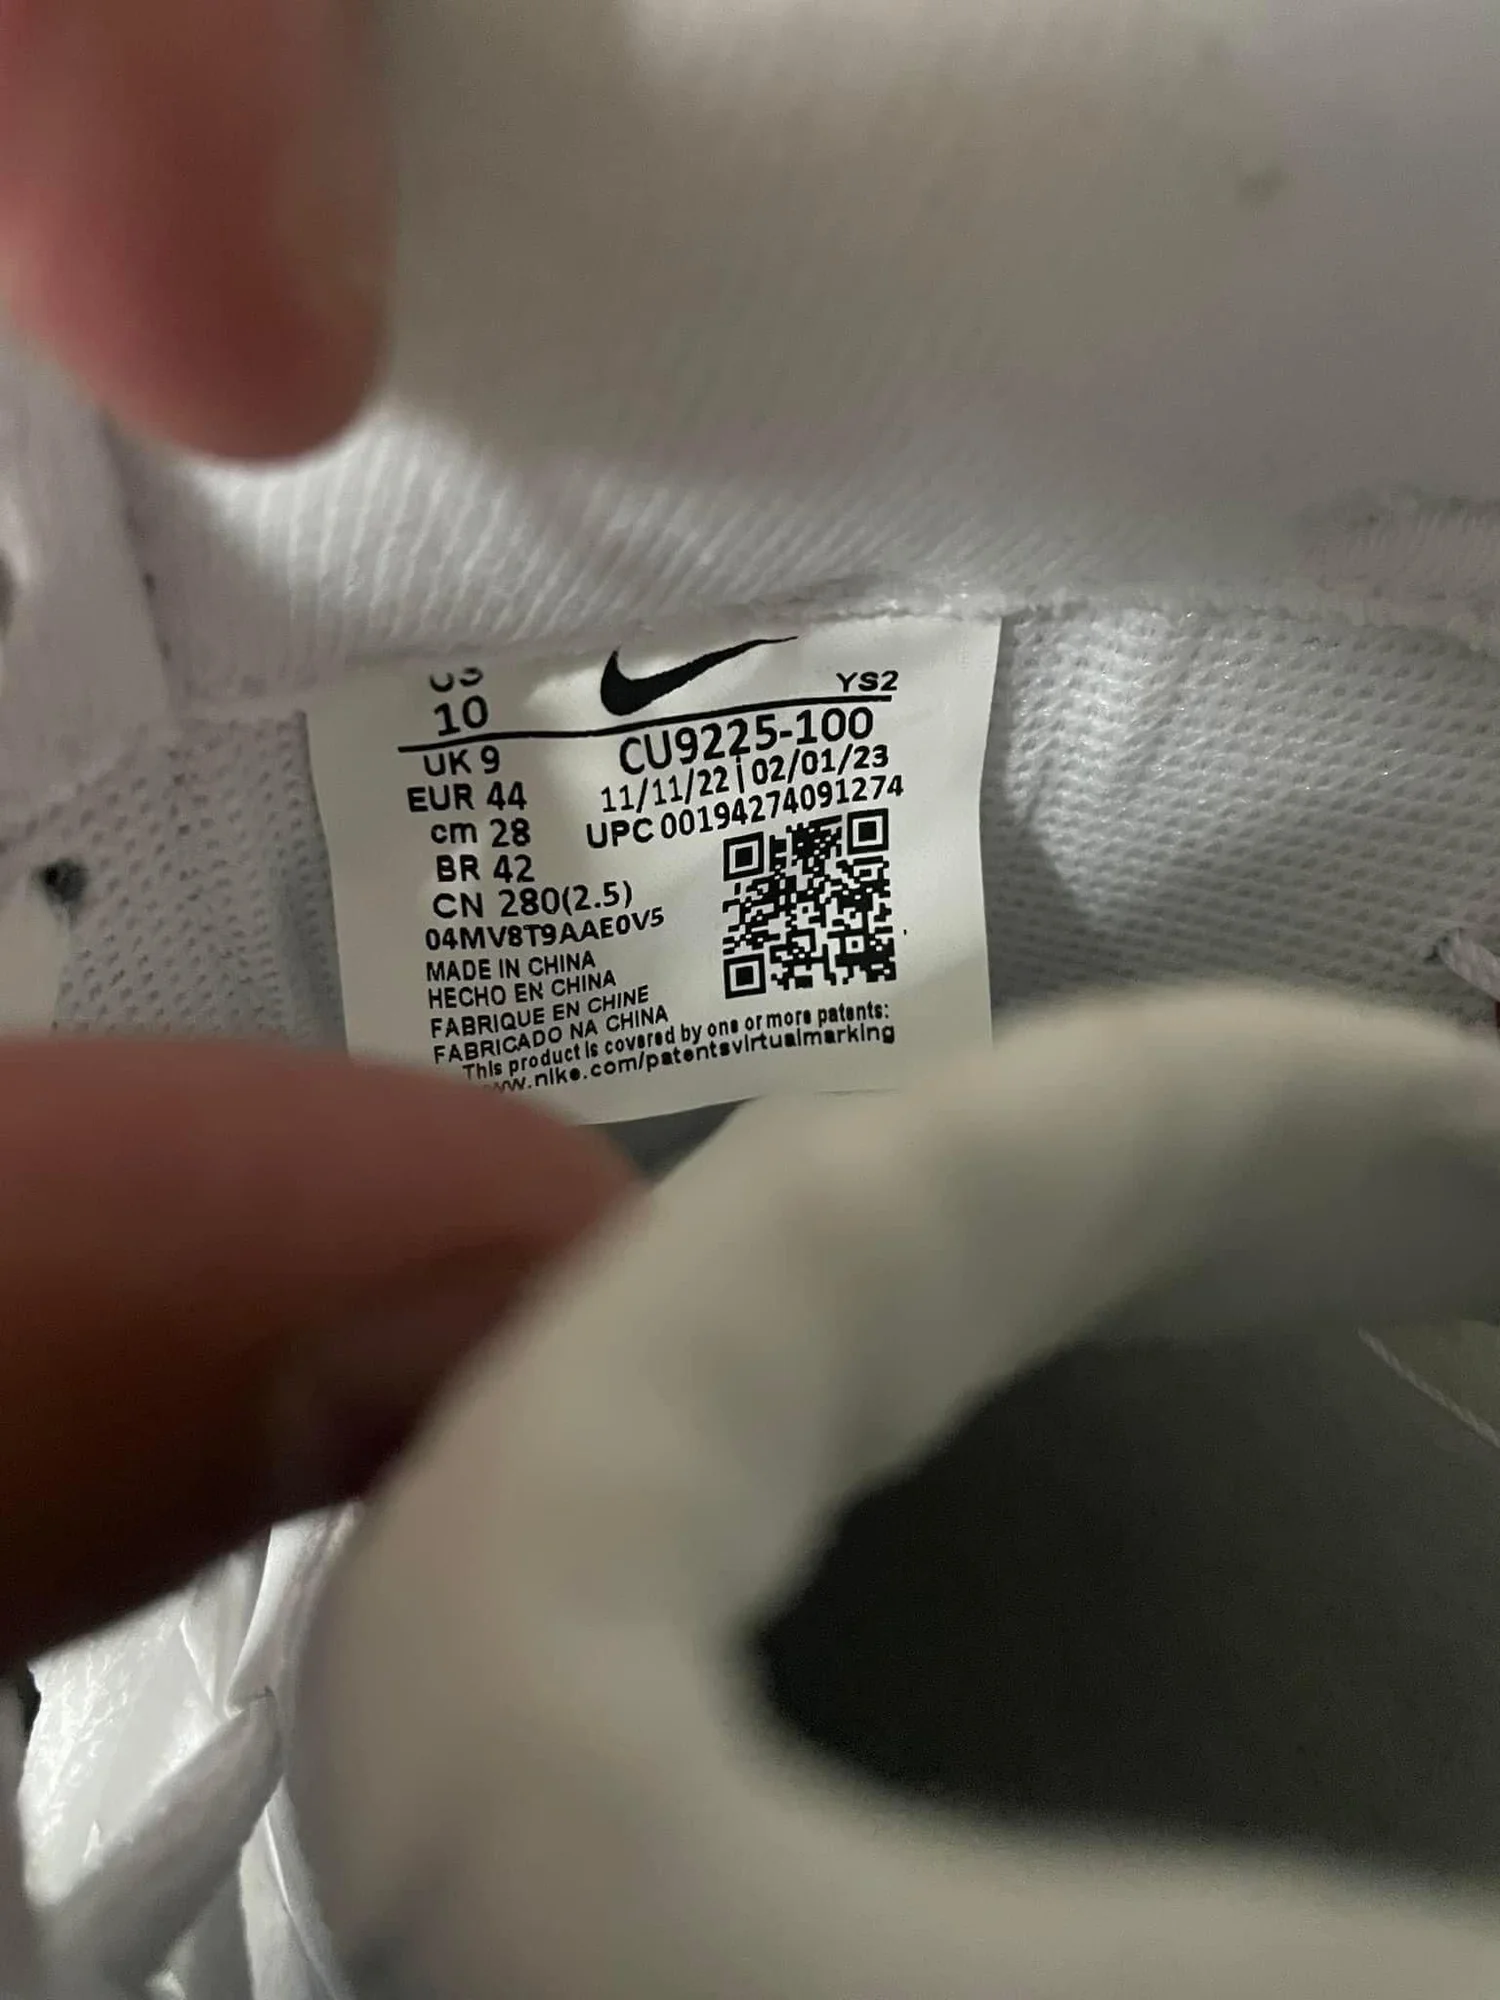 US
10
YS2
UK 9
CU9225-100
EUR 44
11/11/22 | 02/01/23
cm 28
UPC 00194274091274
BR 42
CN 280(2.5)
04MV8T9AAE0V5
MADE IN CHINA
HECHO EN CHINA
FABRIQUE EN CHINE
FABRICADO NA CHINA
This product is covered by one or more patents:
www.nike.com/patentsvirtualmarking